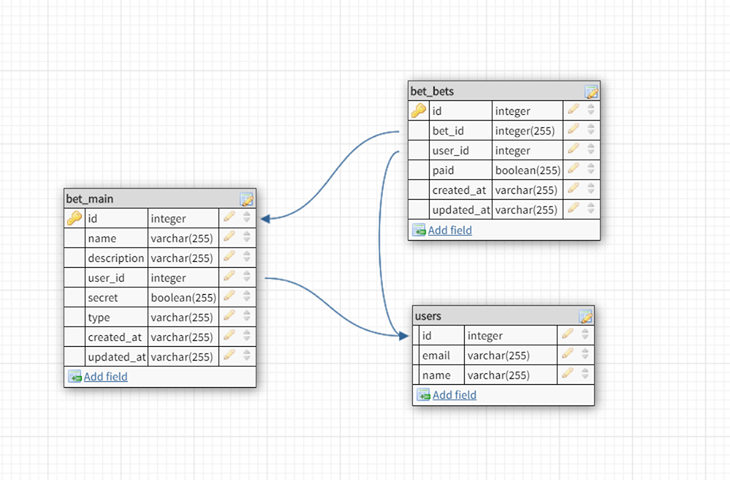 bet_bets
id integer
bet_id integer(255)
user_id integer
paid boolean(255)
created_at varchar(255)
updated_at varchar(255)
Add field
bet_main
id integer
name varchar(255)
description varchar(255)
user_id integer
secret boolean(255)
type varchar(255)
created_at varchar(255)
updated_at varchar(255)
Add field
users
id integer
email varchar(255)
name varchar(255)
Add field